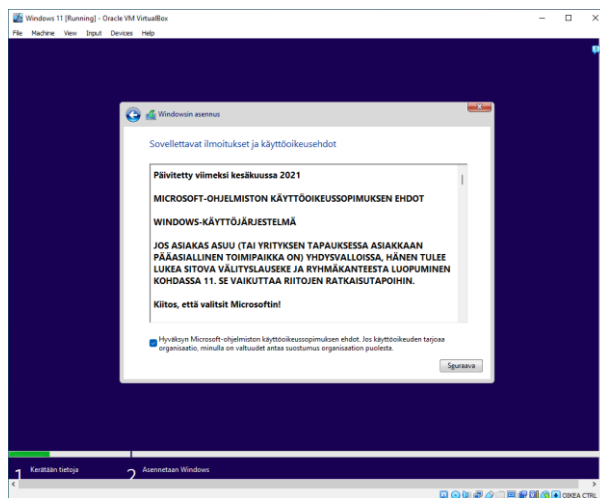 Windows 11 [Running] - Oracle VM VirtualBox
File Machine View Input Devices Help
Windowsin asennus
Sovellettavat ilmoitukset ja käyttöoikeusehdot
Päivitetty viimeksi kesäkuussa 2021
MICROSOFT-OHJELMISTON KÄYTTÖOIKEUSSOPIMUKSEN EHDOT
WINDOWS-KÄYTTÖJÄRJESTELMÄ
JOS ASIAKAS ASUU (TAI YRITYKSEN TAPAUKSESSA ASIAKKAAN
PÄÄASIALLINEN TOIMIPAIKKA ON) YHDYSVALLOISSA, HÄNEN TULEE
LUKEA SITOVA VÄLITYSLAUSEKE JA RYHMÄKANTEESTA LUOPUMINEN
KOHDASSA 11. SE VAIKUTTAA RIITOJEN RATKAISUTAPOIHIN.
Kiitos, että valitsit Microsoftin!
Hyväksyn Microsoft-ohjelmiston käyttöoikeussopimuksen ehdot. Jos käyttöoikeuden tarjoaa
organisaatio, minulla on valtuudet antaa suostumus organisaation puolesta.
Seuraava
1 Kerätään tietoja 2 Asennetaan Windows
OIKEA CTRL